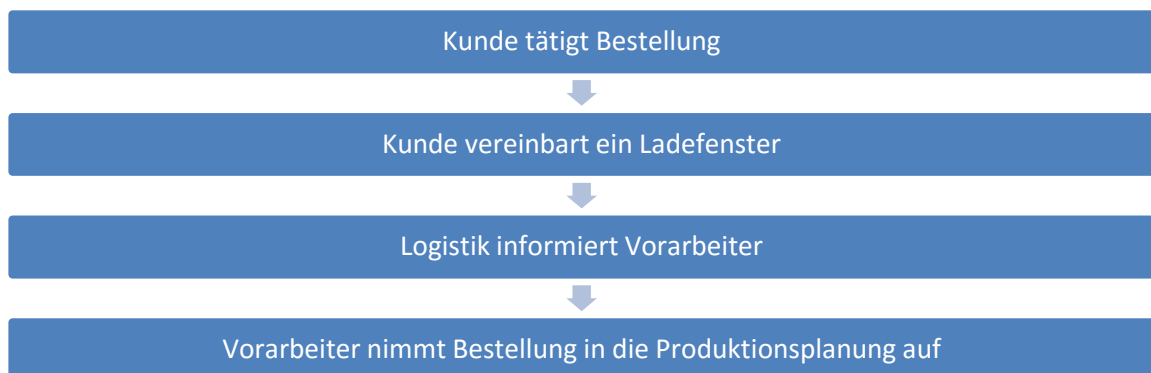 Kunde tätigt Bestellung
Kunde vereinbart ein Ladefenster
Logistik informiert Vorarbeiter
Vorarbeiter nimmt Bestellung in die Produktionsplanung auf